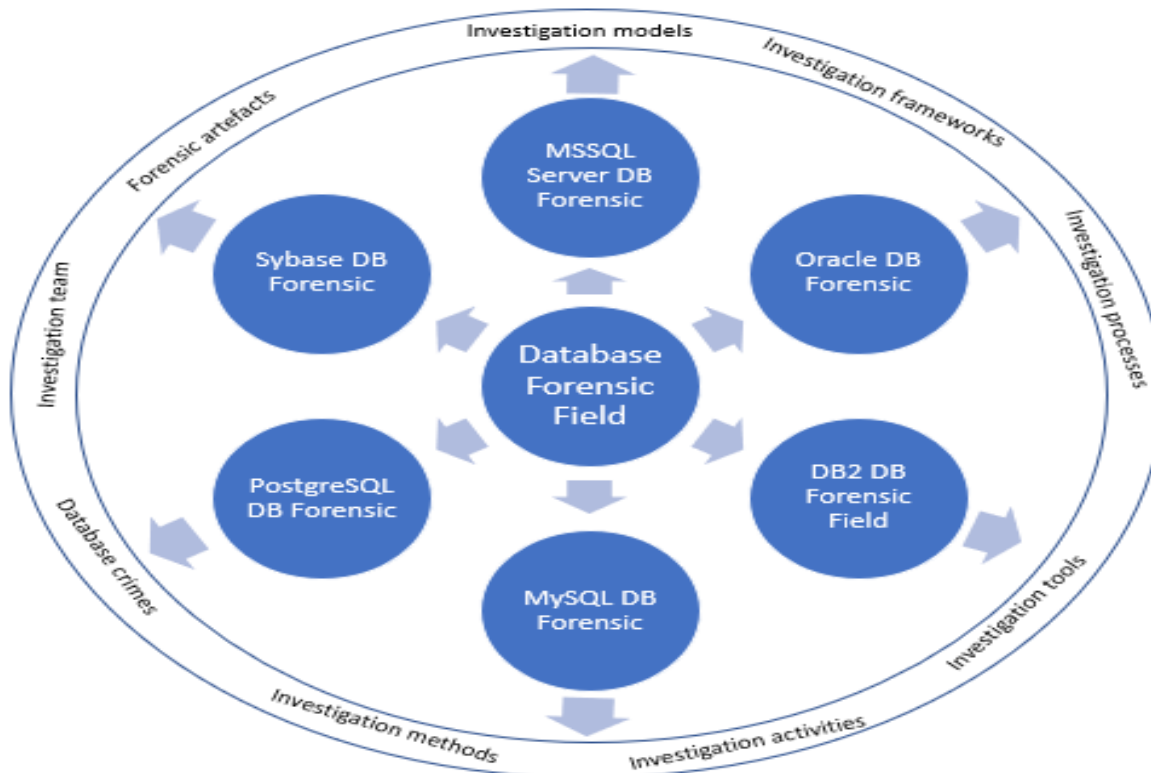 Investigation models
Investigation frameworks
Forensic artefacts
MSSQL
Server DB
Forensic
Sybase DB
Forensic
Oracle DB
Forensic
Investigation processes
Investigation team
Database
Forensic
Field
PostgreSQL
DB Forensic
DB2 DB
Forensic
Field
Database crimes
MySQL DB
Forensic
Investigation tools
Investigation methods
Investigation activities